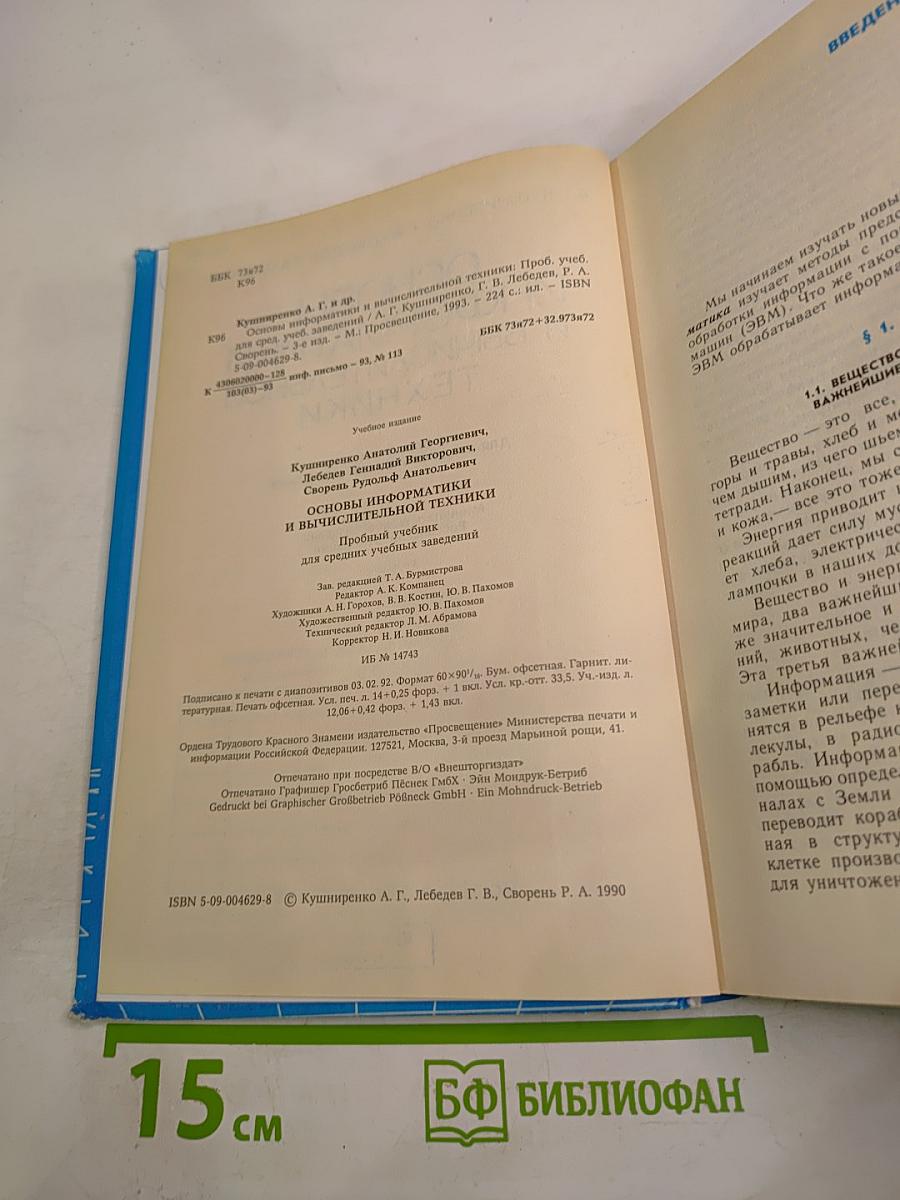 ББК 73я72
К96
Кушниренко А. Г. и др.
К96 Основы информатики и вычислительной техники: Проб. учеб.
для сред. учеб. заведений / А. Г. Кушниренко, Г. В. Лебедев, Р. А.
Сворень. – 3-е изд. – М.: Просвещение, 1993. – 224 с.: ил. – ISBN
5-09-004629-8.
К 4306020000–128
103(03)–93 инф. письмо – 93, № 113
ББК 73я72+32.973я72
Учебное издание
Кушниренко Анатолий Георгиевич,
Лебедев Геннадий Викторович,
Сворень Рудольф Анатольевич
ОСНОВЫ ИНФОРМАТИКИ
И ВЫЧИСЛИТЕЛЬНОЙ ТЕХНИКИ
Пробный учебник
для средних учебных заведений
Зав. редакцией Т. А. Бурмистрова
Редактор А. К. Компанец
Художники А. Н. Горохов, В. В. Костин, Ю. В. Пахомов
Художественный редактор Ю. В. Пахомов
Технический редактор Л. М. Абрамова
Корректор Н. И. Новикова
ИБ № 14743
Подписано к печати с диапозитивов 03. 02. 92. Формат 60×90¹/₁₆. Бум. офсетная. Гарнит. ли-
тературная. Печать офсетная. Усл. печ. л. 14+0,25 форз. + 1 вкл. Усл. кр.-отт. 33,5. Уч.-изд. л.
12,06+0,42 форз. + 1,43 вкл.
Ордена Трудового Красного Знамени издательство «Просвещение» Министерства печати и
информации Российской Федерации. 127521, Москва, 3-й проезд Марьиной рощи, 41.
Отпечатано при посредстве В/О «Внешторгиздат»
Отпечатано Графишер Гросбетриб Пёснек ГмбХ · Эйн Мондрук-Бетриб
Gedruckt bei Graphischer Großbetrieb Pößneck GmbH · Ein Mohndruck-Betrieb
ISBN 5-09-004629-8 © Кушниренко А. Г., Лебедев Г. В., Сворень Р. А. 1990
ВВЕДЕН
Мы начинаем изучать новы
матика изучает методы предс
обработки информации с по
машин (ЭВМ). Что же такое
ЭВМ обрабатывает информа
§ 1.
1.1. ВЕЩЕСТВО
ВАЖНЕЙШИЕ
Вещество — это все,
горы и травы, хлеб и м
чем дышим, из чего шьем
тетради. Наконец, мы с
и кожа,— все это тоже
Энергия приводит
реакций дает силу мус
ет хлеба, электричес
лампочки в наших до
Вещество и энер
мира, два важнейш
же значительное и
ний, животных, че
Эта третья важней
Информация —
заметки или пере
нятся в рельефе
лекулы, в радио
рабль. Информа
помощью опреде
налах с Земли
переводит кора
ная в структу
клетке произво
для уничтожен
15 см
БФ БИБЛИОФАН